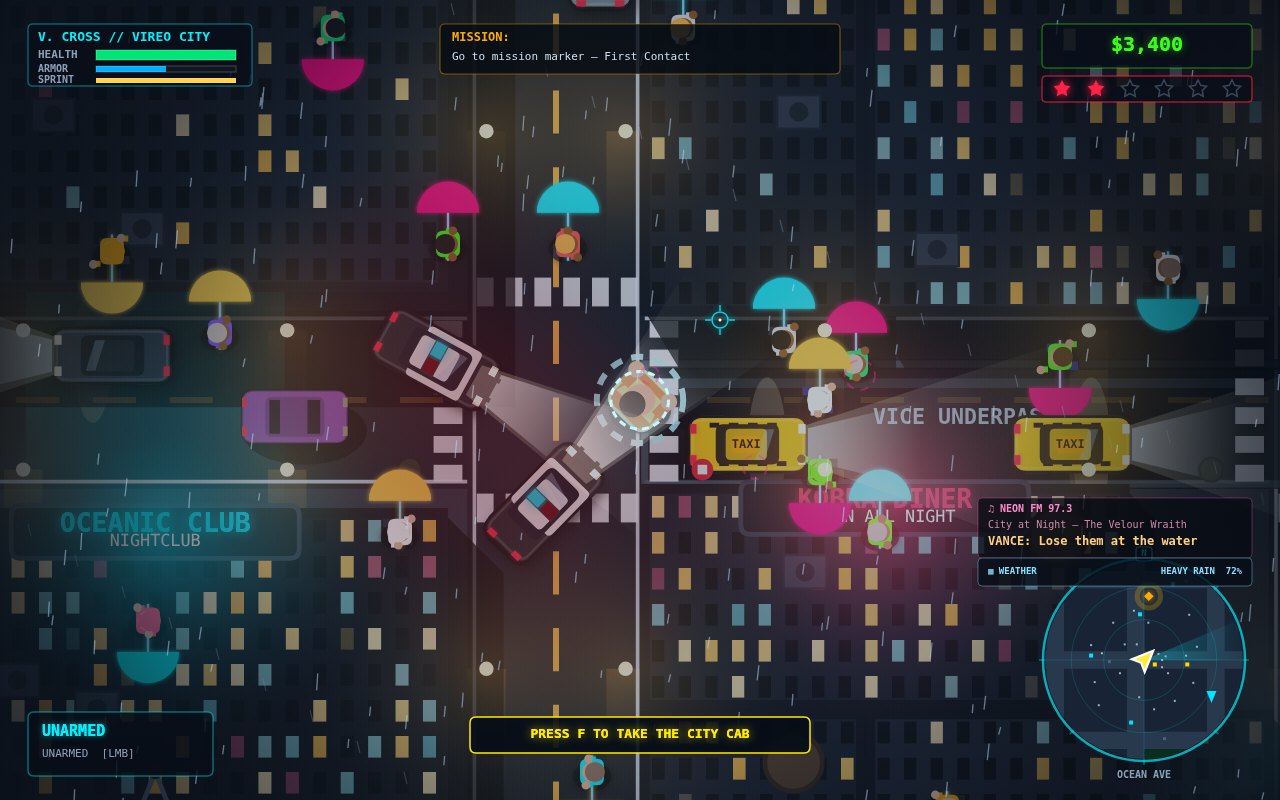 V. CROSS // VIREO CITY
HEALTH
ARMOR
SPRINT
MISSION:
Go to mission marker — First Contact
$3,400
TAXI
TAXI
VICE UNDERPAS
OCEANIC CLUB
NIGHTCLUB
DINER
ALL NIGHT
♫ NEON FM 97.3
City at Night — The Velour Wraith
VANCE: Lose them at the water
WEATHER
HEAVY RAIN 72%
N
OCEAN AVE
UNARMED
UNARMED [LMB]
PRESS F TO TAKE THE CITY CAB